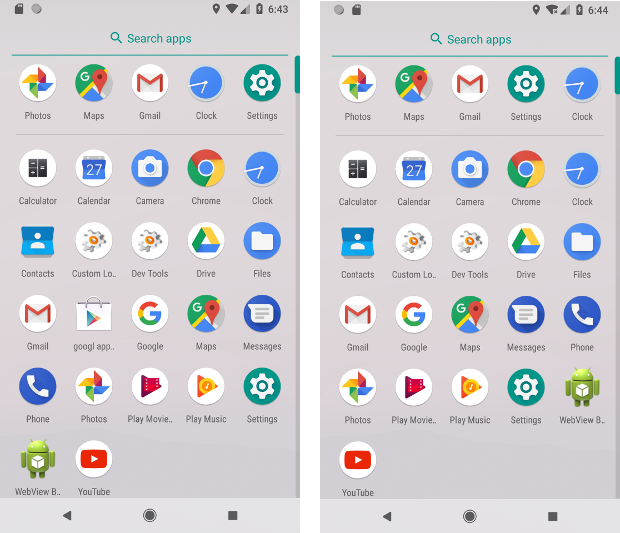 6:43
Search apps
Photos Maps Gmail Clock Settings
Calculator Calendar Camera Chrome Clock
27
Contacts Custom Lo.. Dev Tools Drive Files
Gmail googl app.. Google Maps Messages
Phone Photos Play Movie.. Play Music Settings
WebView B.. YouTube
6:44
Search apps
Photos Maps Gmail Settings Clock
Calculator Calendar Camera Chrome Clock
27
Contacts Custom Lo.. Dev Tools Drive Files
Gmail Google Maps Messages Phone
Photos Play Movie.. Play Music Settings WebView B..
YouTube